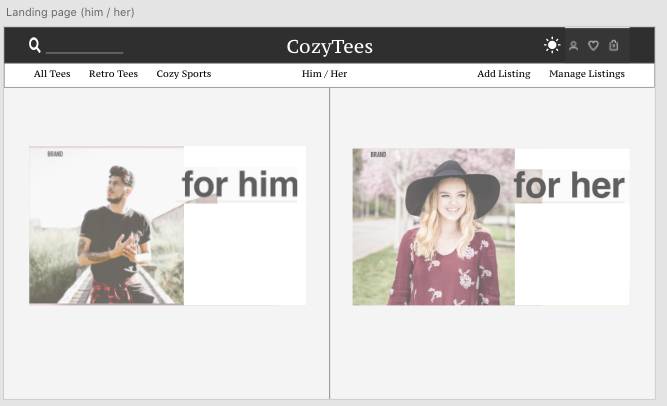 Landing page (him / her)
CozyTees
All Tees Retro Tees Cozy Sports Him / Her Add Listing Manage Listings
BRAND
for him
BRAND
for her